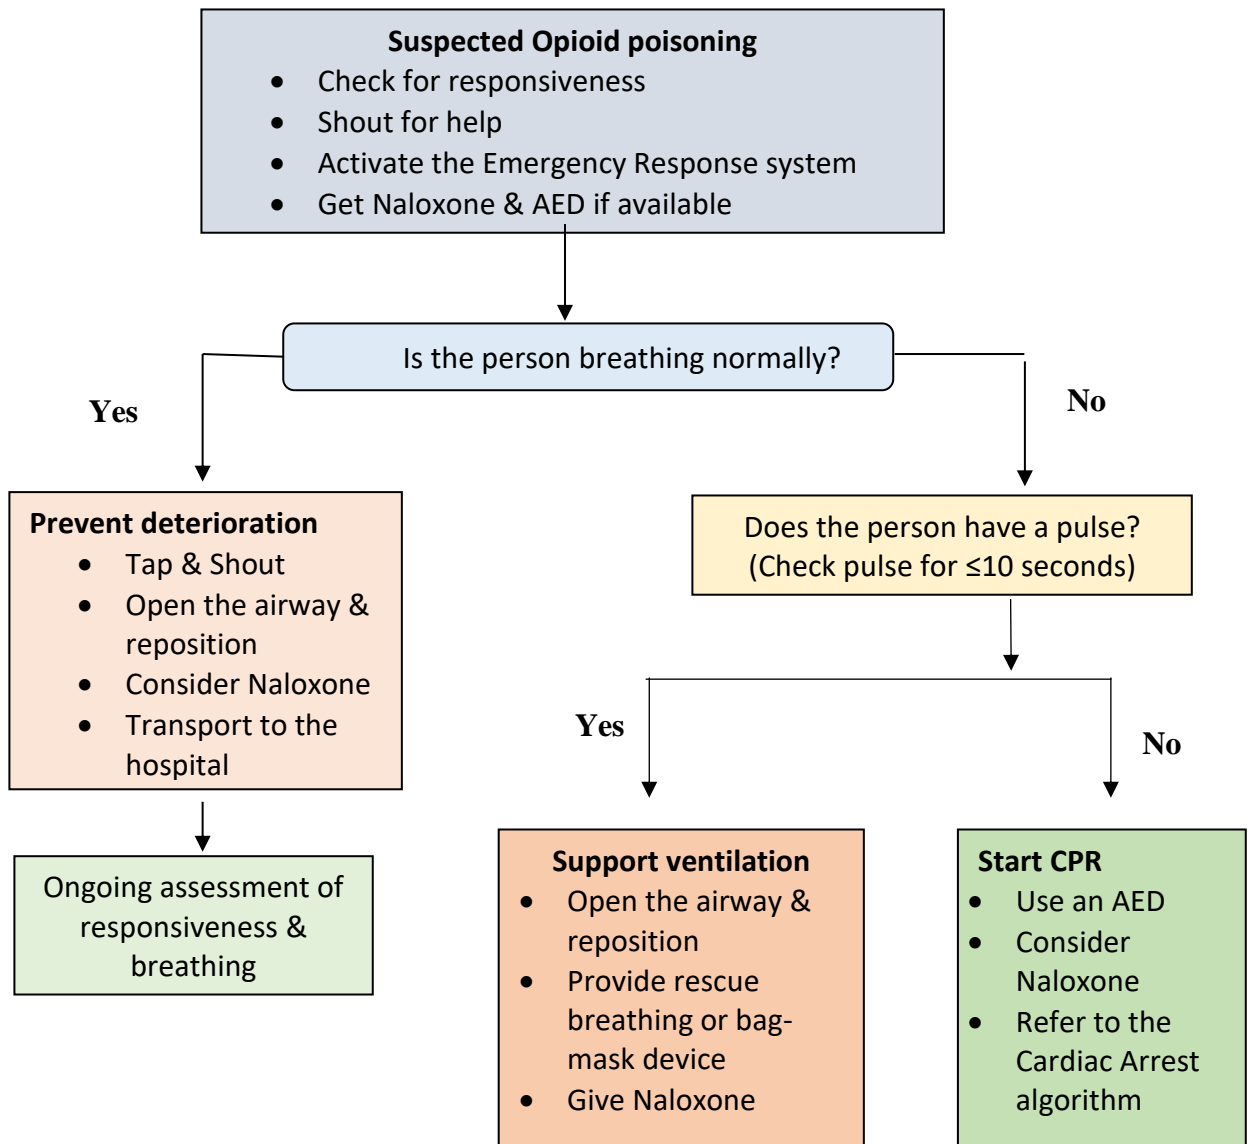 Suspected Opioid poisoning
• Check for responsiveness
• Shout for help
• Activate the Emergency Response system
• Get Naloxone & AED if available
Is the person breathing normally?
Yes
No
Prevent deterioration
• Tap & Shout
• Open the airway &
reposition
• Consider Naloxone
• Transport to the
hospital
Does the person have a pulse?
(Check pulse for ≤10 seconds)
Yes
No
Ongoing assessment of
responsiveness &
breathing
Support ventilation
• Open the airway &
reposition
• Provide rescue
breathing or bag-
mask device
• Give Naloxone
Start CPR
• Use an AED
• Consider
Naloxone
• Refer to the
Cardiac Arrest
algorithm